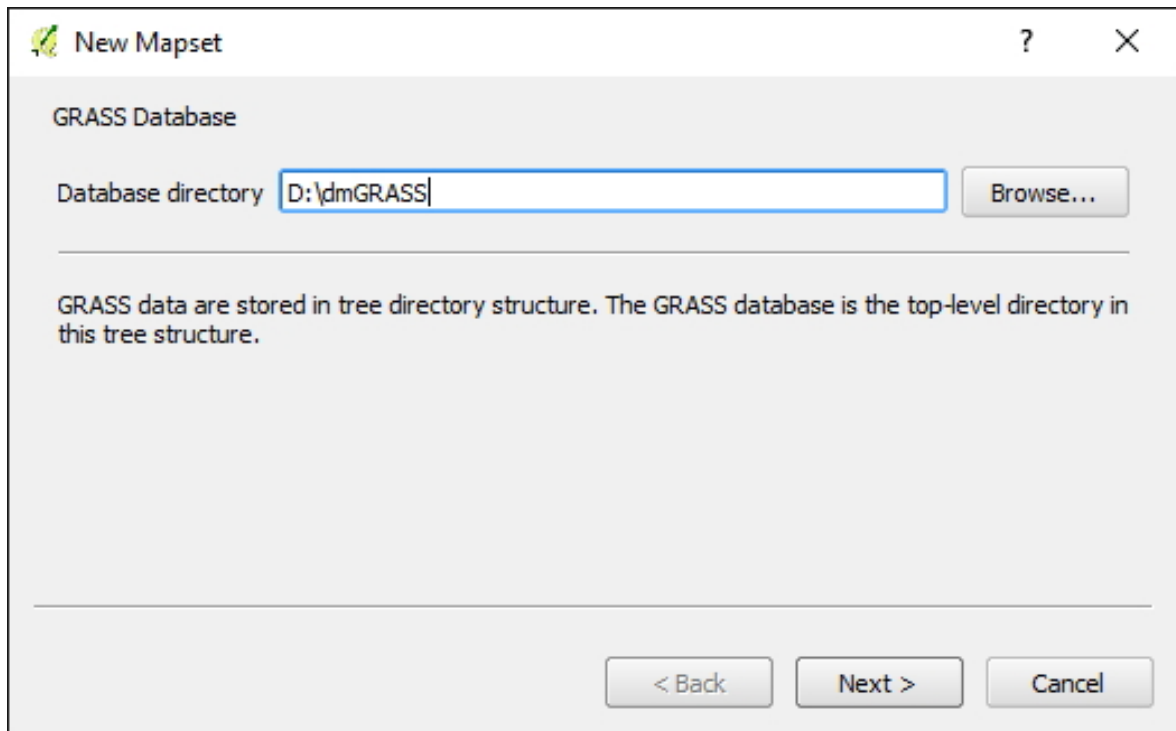 New Mapset
?
GRASS Database
Database directory D:\dmGRASS Browse...
GRASS data are stored in tree directory structure. The GRASS database is the top-level directory in
this tree structure.
< Back Next > Cancel